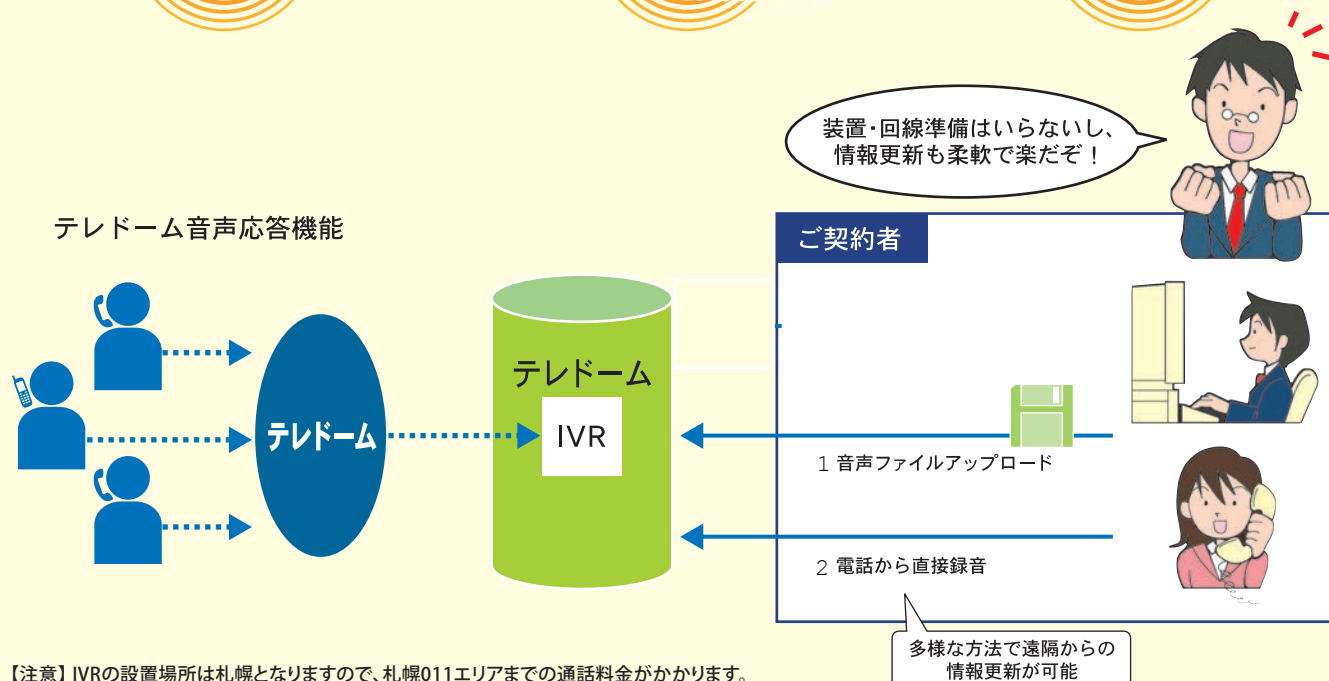 装置・回線準備はいらないし、
情報更新も柔軟で楽だぞ！
テレドーム音声応答機能
ご契約者
テレドーム
テレドーム
IVR
1 音声ファイルアップロード
2 電話から直接録音
多様な方法で遠隔からの
情報更新が可能
【注意】IVRの設置場所は札幌となりますので、札幌011エリアまでの通話料金がかかります。